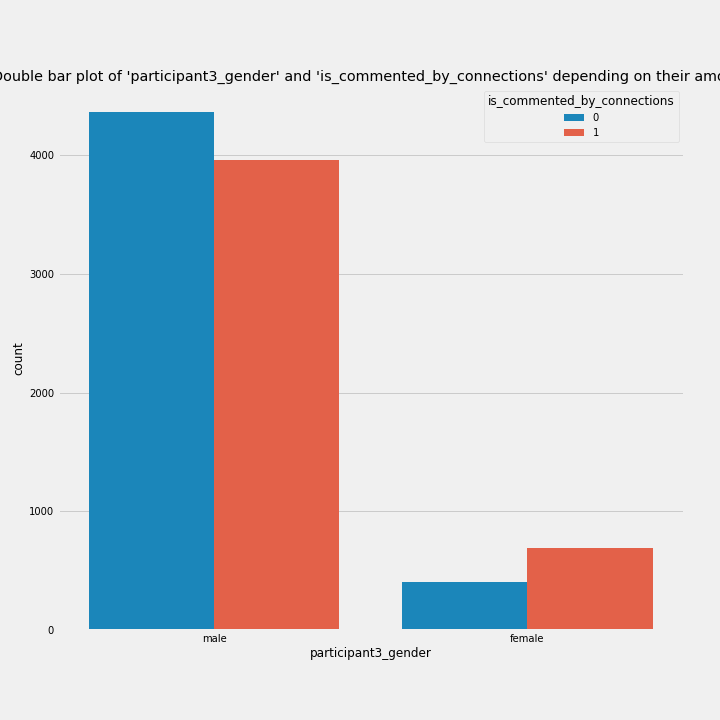 Double bar plot of 'participant3_gender' and 'is_commented_by_connections' depending on their amo
is_commented_by_connections
0
1
4000
3000
2000
1000
0
count
male
female
participant3_gender